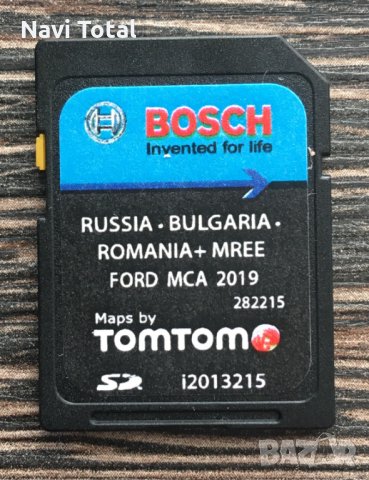 Navi Total
BOSCH
Invented for life
RUSSIA • BULGARIA •
ROMANIA+ MREE
FORD MCA 2019
282215
Maps by
TOMTOM
SD
i2013215
BAZAR